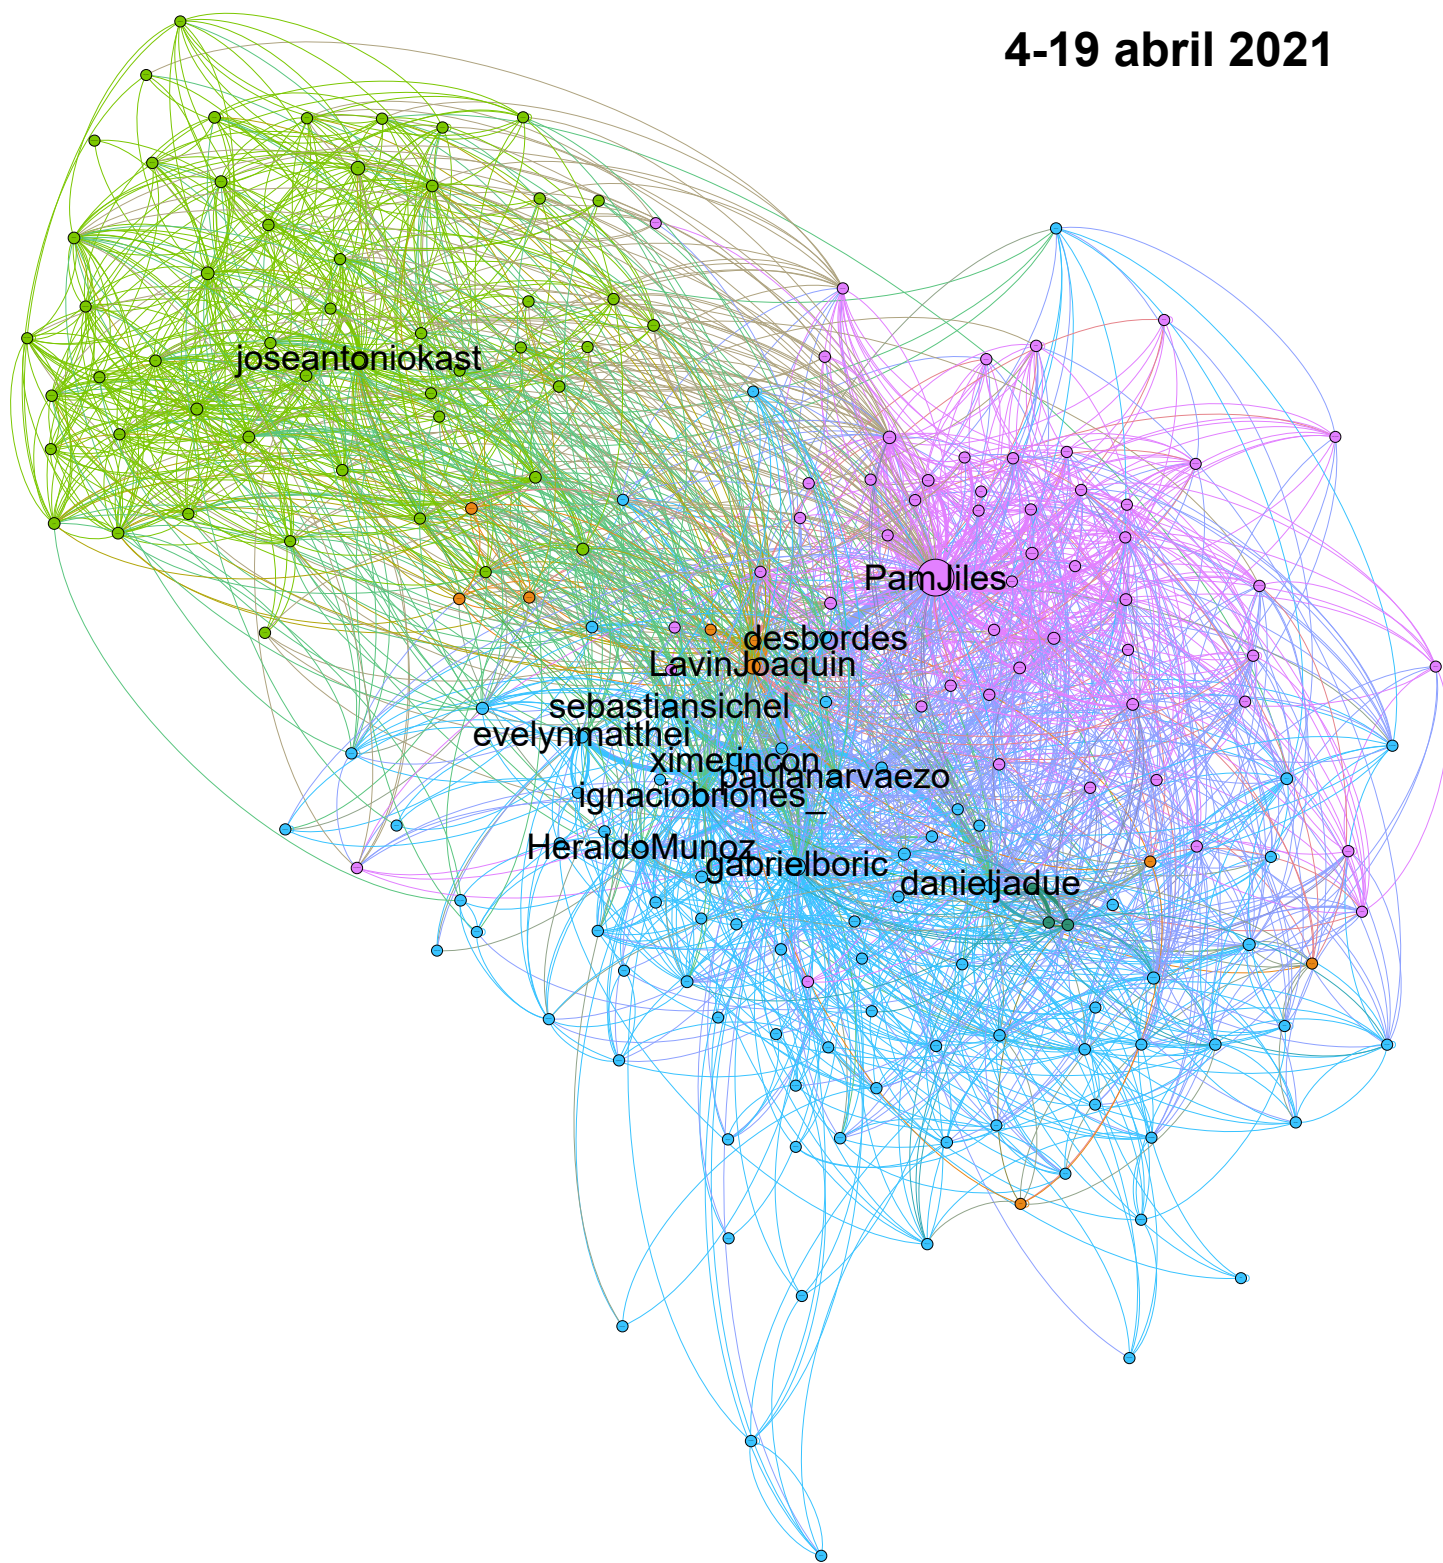 4-19 abril 2021
joseantoniokast
PamJiles
desbordes
LavinJoaquin
sebastiansichel
evelynmatthei
ximerincon
paulanarvaezo
ignaciobriones_
HeraldoMunoz
gabrielboric
danieljadue